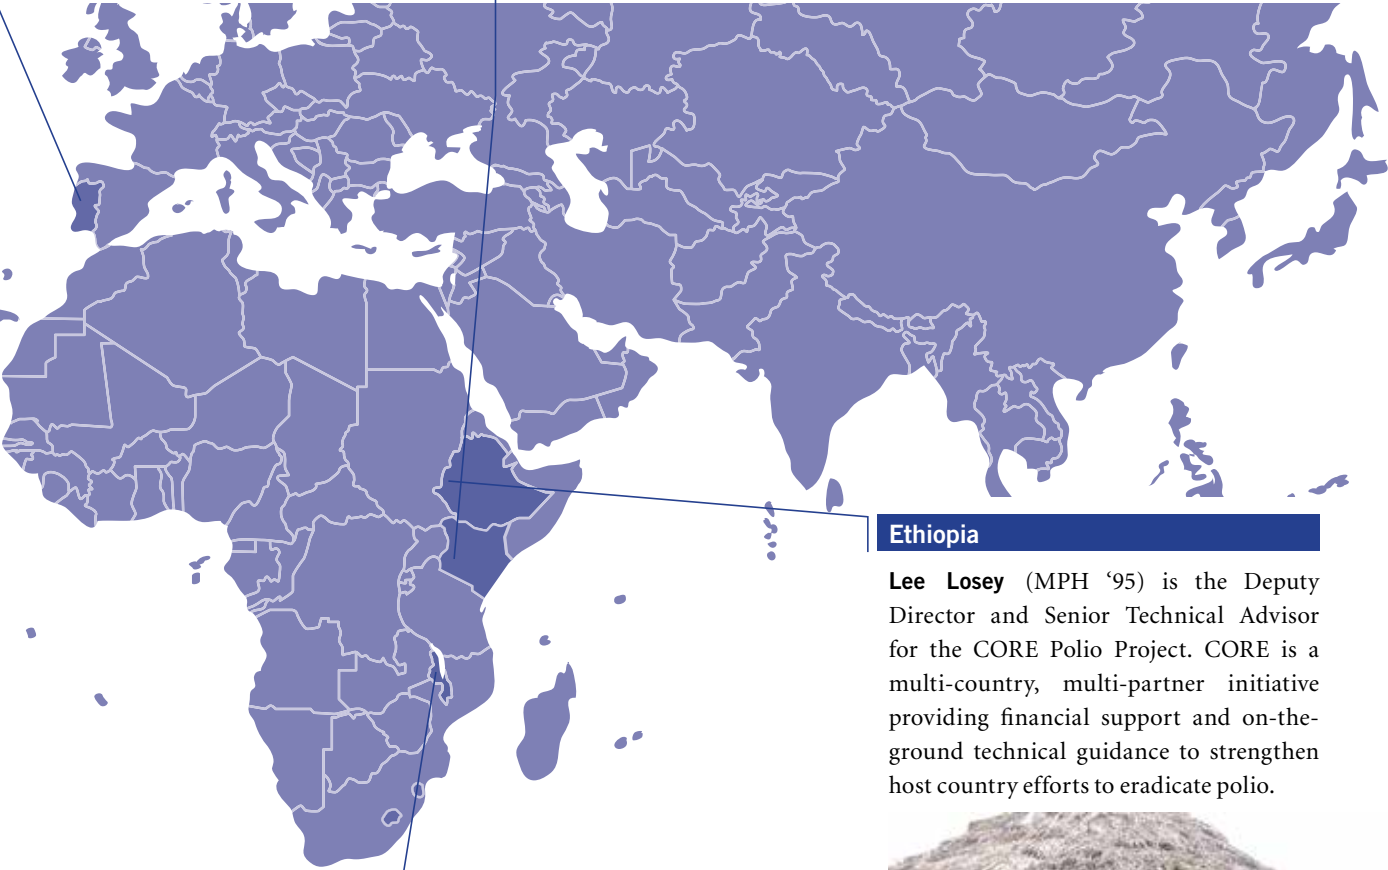 Ethiopia
Lee Losey (MPH ‘95) is the Deputy
Director and Senior Technical Advisor
for the CORE Polio Project. CORE is a
multi-country, multi-partner initiative
providing financial support and on-the-
ground technical guidance to strengthen
host country efforts to eradicate polio.